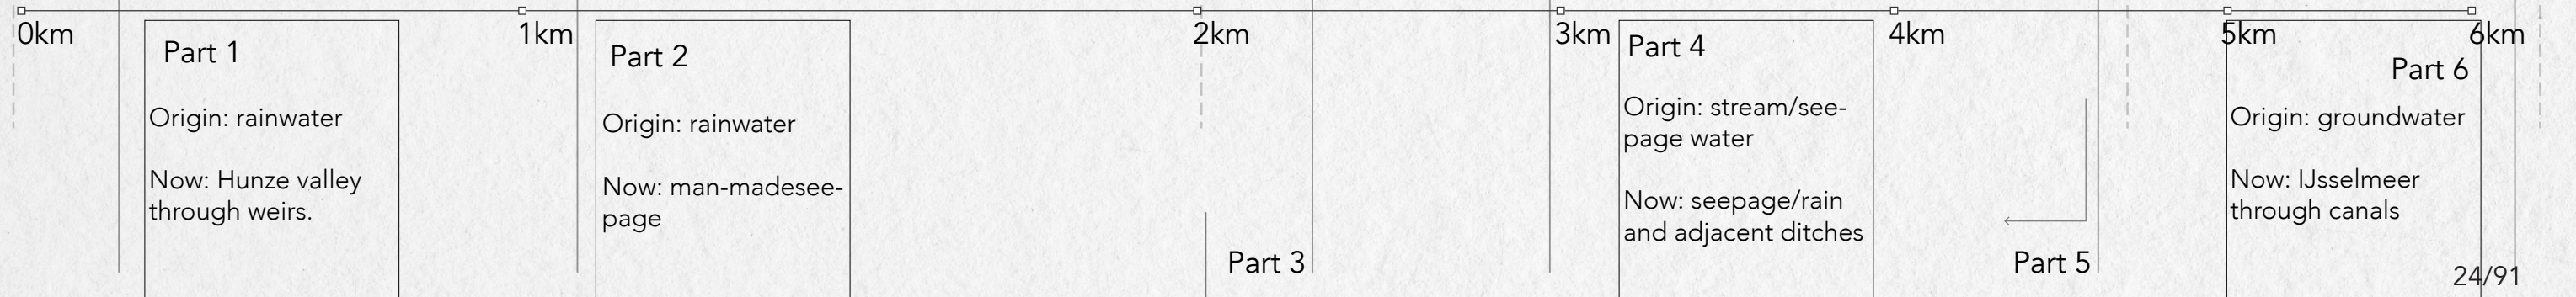 0km
1km
2km
3km
4km
5km
6km
Part 1
Origin: rainwater
Now: Hunze valley
through weirs.
Part 2
Origin: rainwater
Now: man-madesee-
page
Part 3
Part 4
Origin: stream/see-
page water
Now: seepage/rain
and adjacent ditches
Part 5
Part 6
Origin: groundwater
Now: IJsselmeer
through canals
24/91